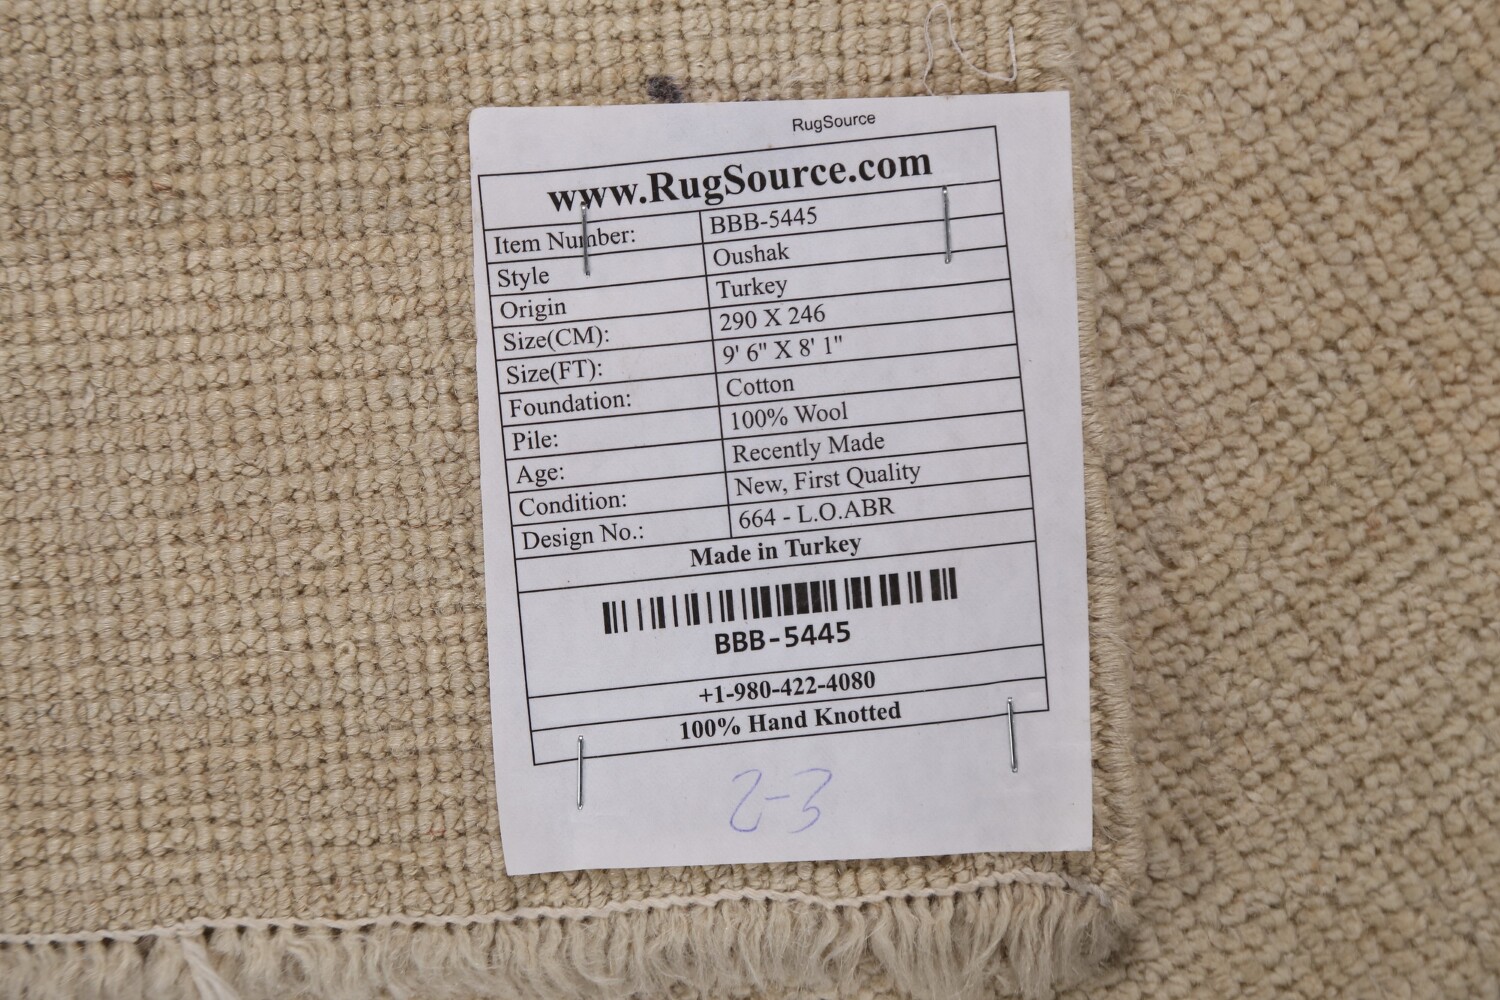 RugSource
www.RugSource.com
Item Number: BBB-5445
Style Oushak
Origin Turkey
Size(CM): 290 X 246
Size(FT): 9' 6" X 8' 1"
Foundation: Cotton
Pile: 100% Wool
Age: Recently Made
Condition: New, First Quality
Design No.: 664 - L.O.ABR
Made in Turkey
BBB-5445
+1-980-422-4080
100% Hand Knotted
2-3